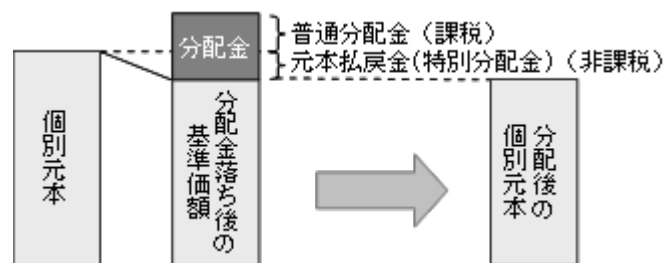 分配金
普通分配金（課税）
元本払戻金(特別分配金)（非課税）
個別元本
分配金落ち後の
基準価額
分配後の
個別元本